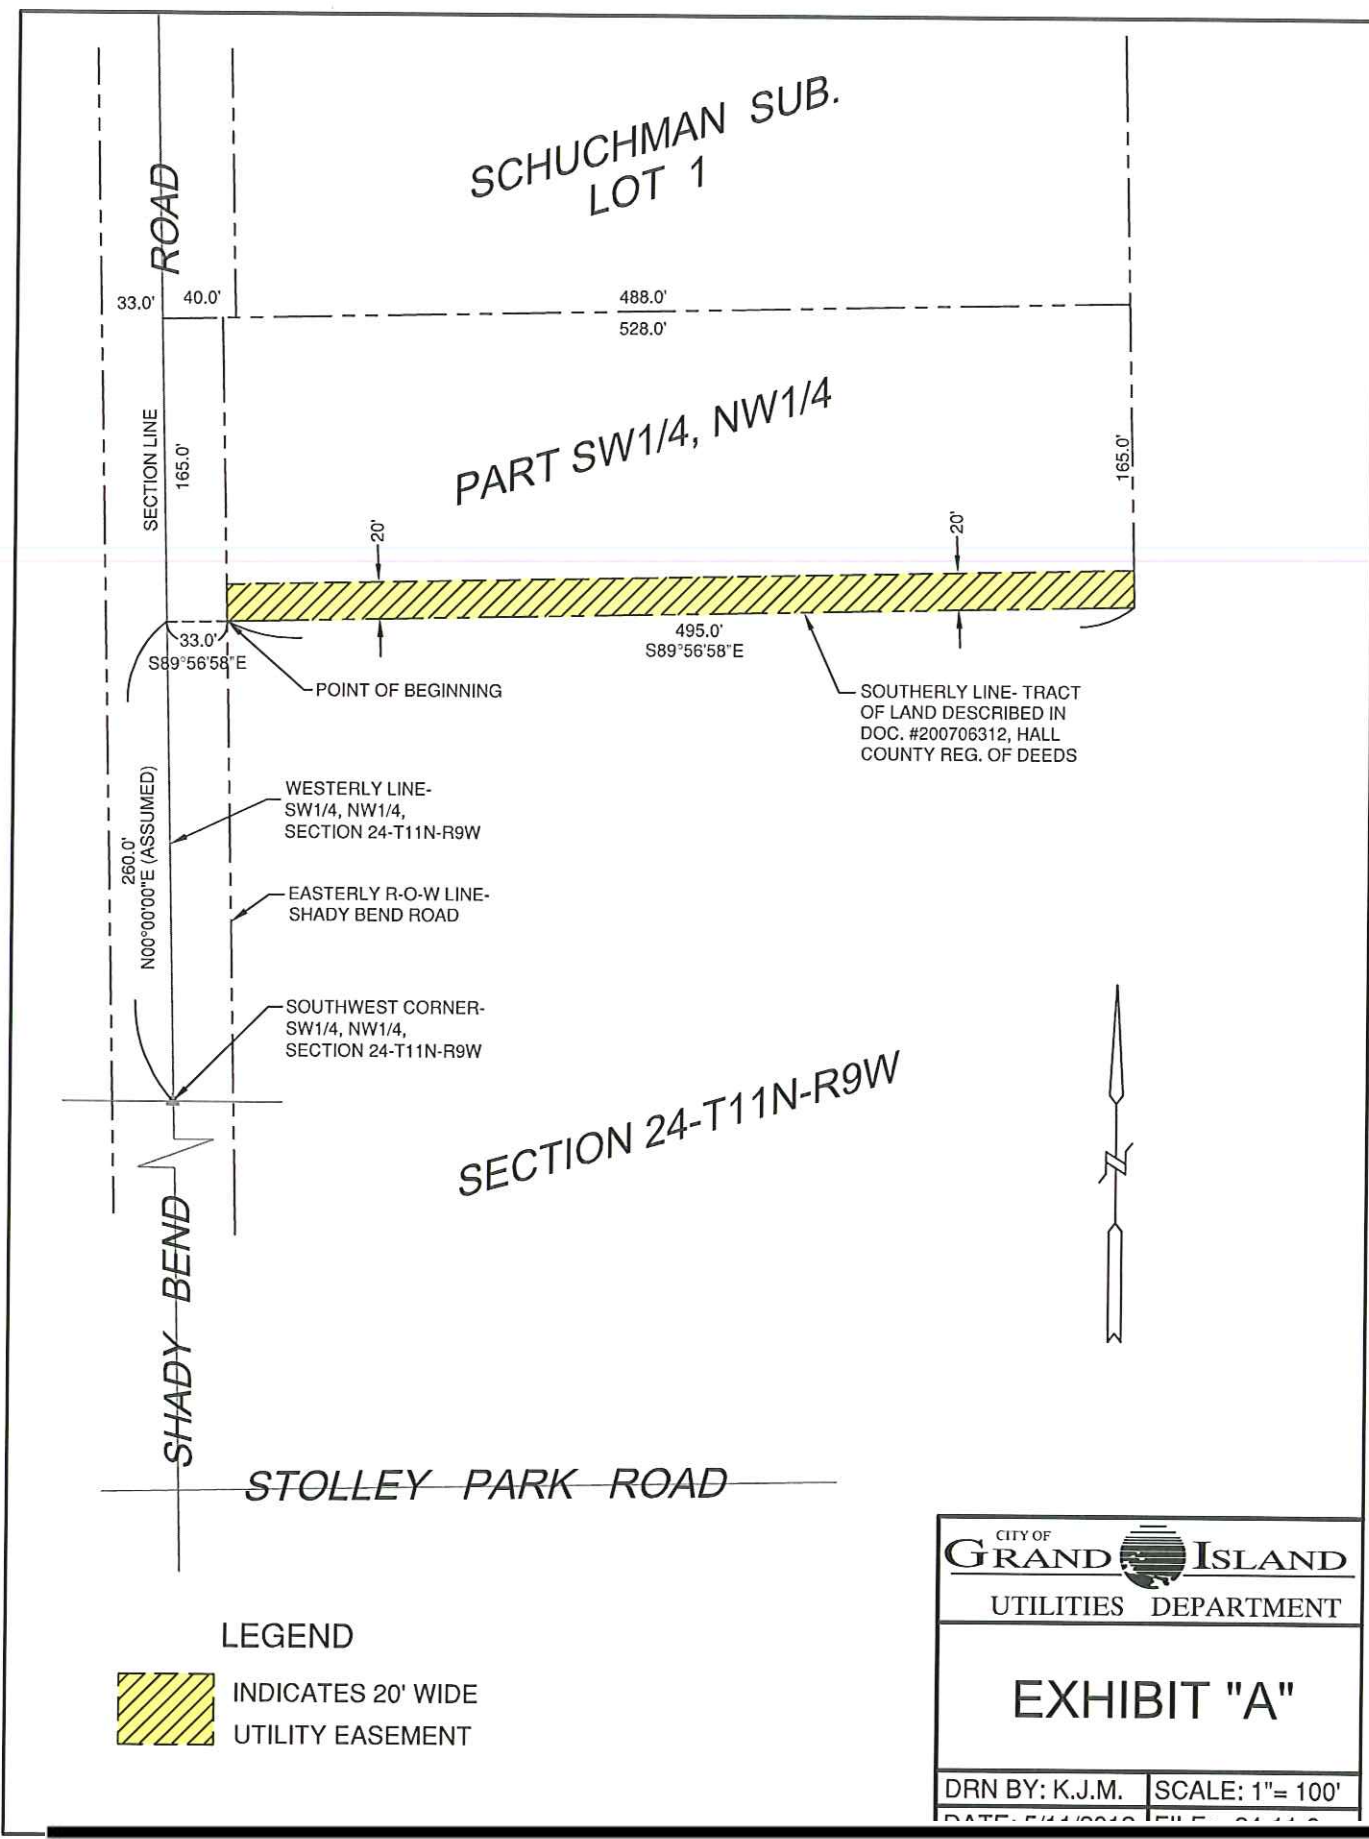 SCHUCHMAN SUB.
LOT 1
ROAD
33.0'
40.0'
488.0'
528.0'
PART SW1/4, NW1/4
SECTION LINE
165.0'
165.0'
20'
20'
33.0'
S89°56'58"E
495.0'
S89°56'58"E
POINT OF BEGINNING
SOUTHERLY LINE- TRACT
OF LAND DESCRIBED IN
DOC. #200706312, HALL
COUNTY REG. OF DEEDS
WESTERLY LINE-
SW1/4, NW1/4,
SECTION 24-T11N-R9W
260.0'
N00°00'00"E (ASSUMED)
EASTERLY R-O-W LINE-
SHADY BEND ROAD
SOUTHWEST CORNER-
SW1/4, NW1/4,
SECTION 24-T11N-R9W
SECTION 24-T11N-R9W
SHADY BEND
STOLLEY PARK ROAD
LEGEND
INDICATES 20' WIDE
UTILITY EASEMENT
CITY OF
GRAND ISLAND
UTILITIES DEPARTMENT
EXHIBIT "A"
DRN BY: K.J.M.
SCALE: 1"= 100'
DATE:
FILE